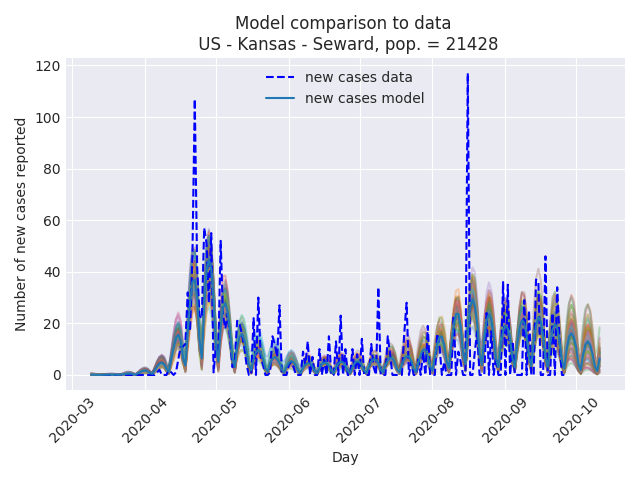 Model comparison to data
US - Kansas - Seward, pop. = 21428
new cases data
new cases model
Number of new cases reported
120
100
80
60
40
20
0
2020-03
2020-04
2020-05
2020-06
2020-07
2020-08
2020-09
2020-10
Day